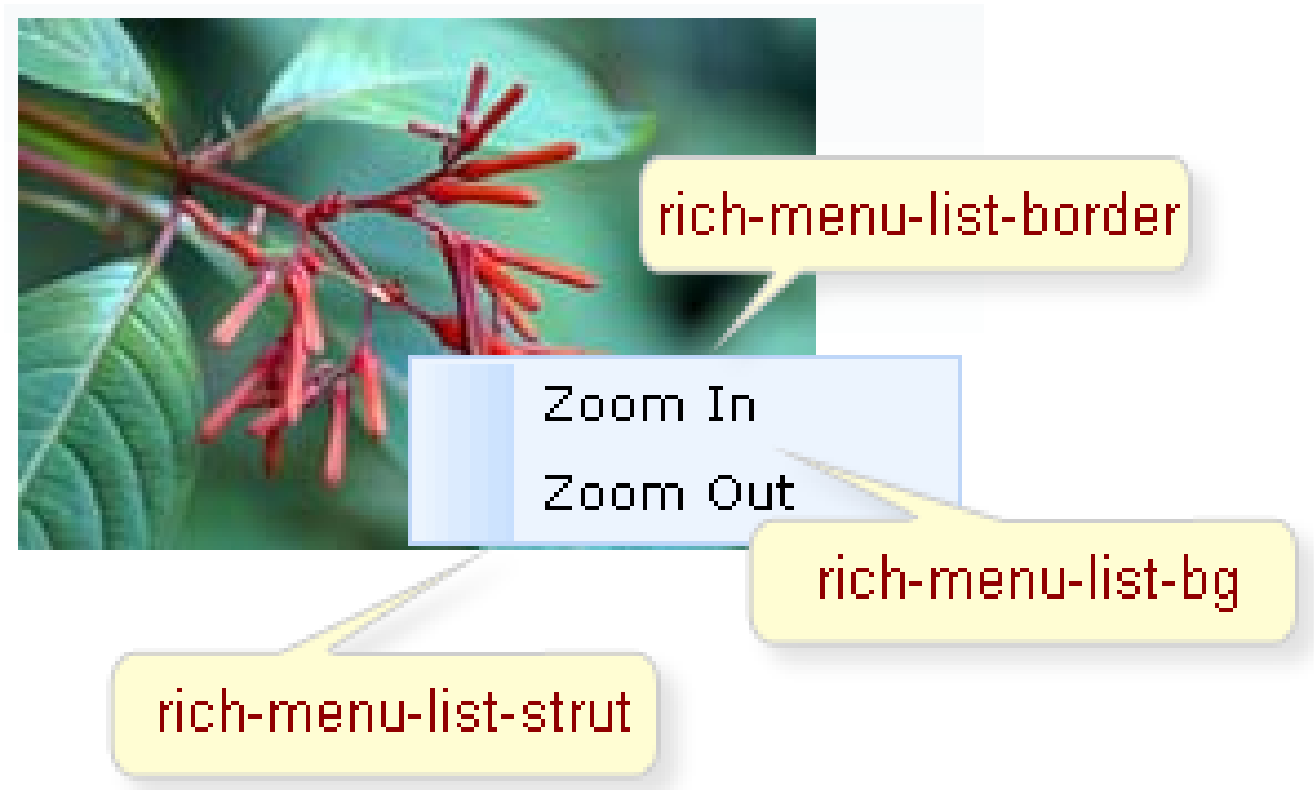 rich-menu-list-border
Zoom In
Zoom Out
rich-menu-list-bg
rich-menu-list-strut